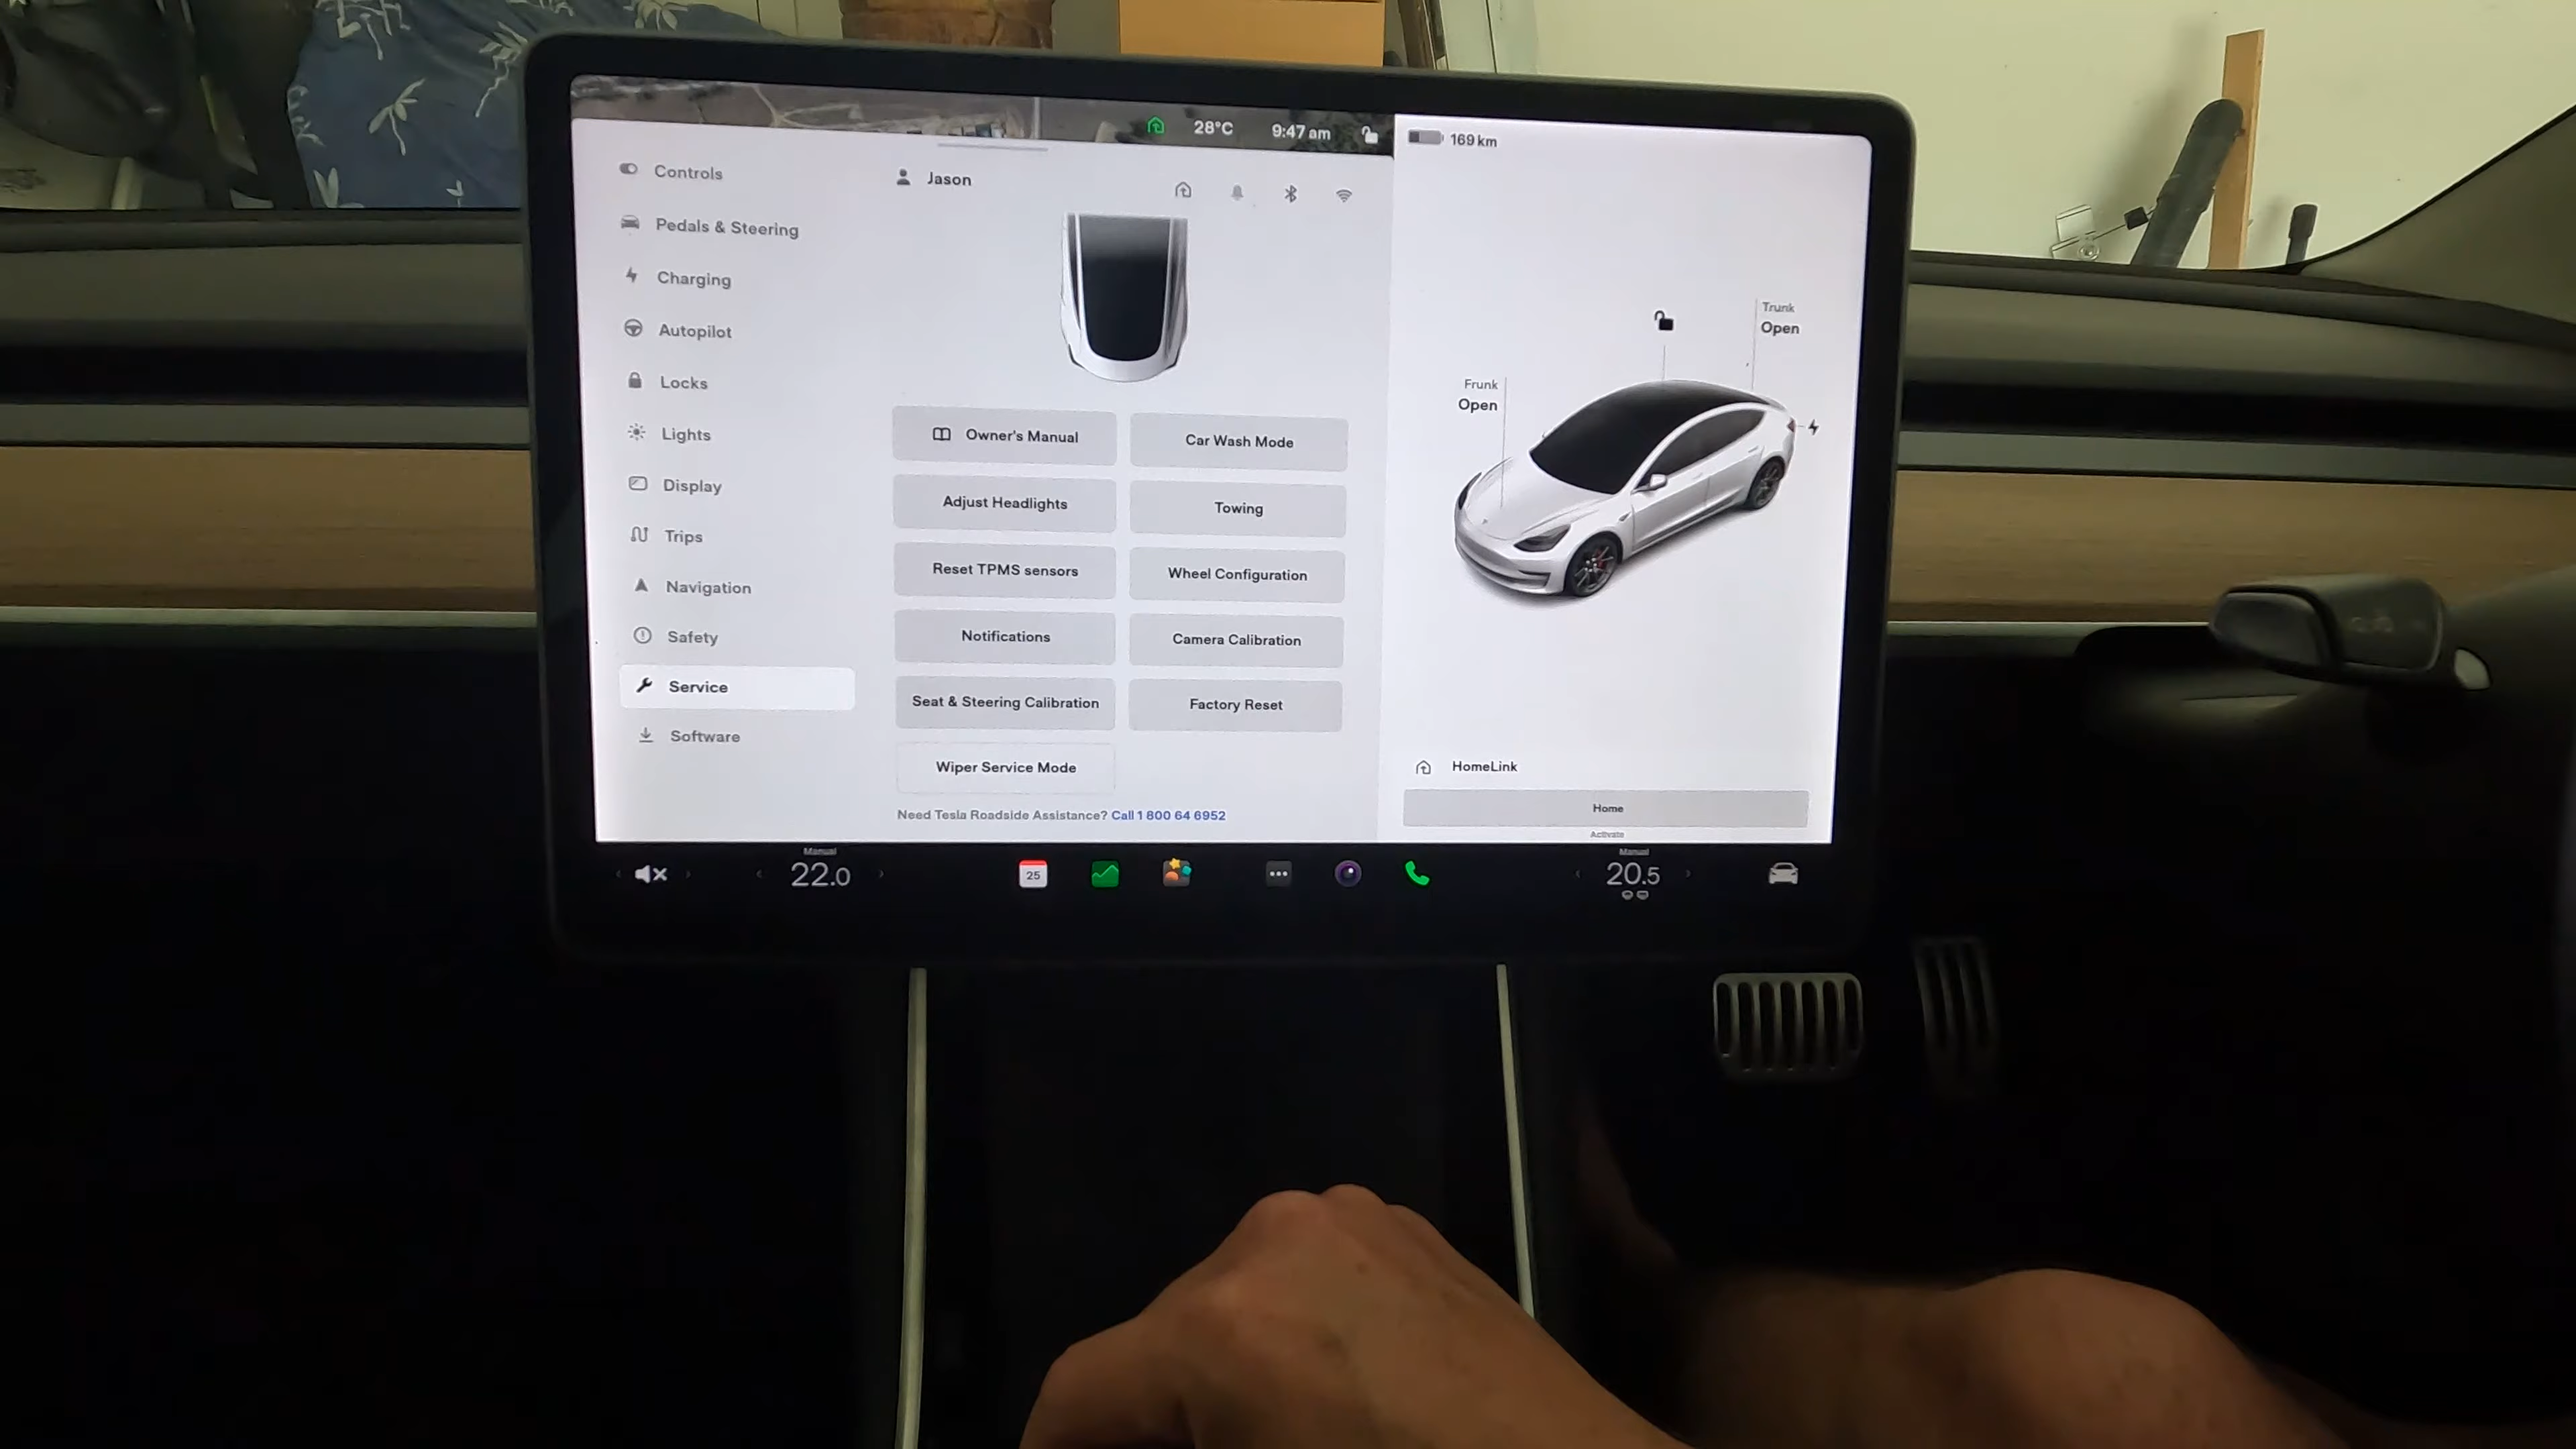 28°C 9:47 am
169 km
Controls
Pedals & Steering
Charging
Autopilot
Locks
Lights
Display
Trips
Navigation
Safety
Service
Software
Jason
Owner's Manual
Car Wash Mode
Adjust Headlights
Towing
Reset TPMS sensors
Wheel Configuration
Notifications
Camera Calibration
Seat & Steering Calibration
Factory Reset
Wiper Service Mode
Need Tesla Roadside Assistance? Call 1 800 64 6952
Trunk
Open
Frunk
Open
HomeLink
Home
Activate
Manual
22.0
25
Manual
20.5